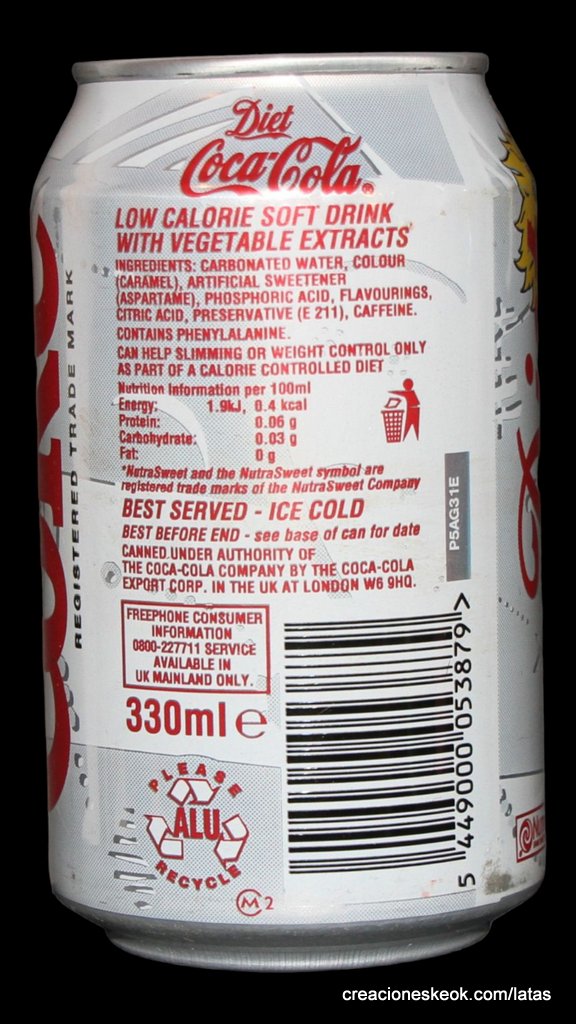 Diet
Coca-Cola®
LOW CALORIE SOFT DRINK
WITH VEGETABLE EXTRACTS
INGREDIENTS: CARBONATED WATER, COLOUR
(CARAMEL), ARTIFICIAL SWEETENER
(ASPARTAME), PHOSPHORIC ACID, FLAVOURINGS,
CITRIC ACID, PRESERVATIVE (E 211), CAFFEINE.
CONTAINS PHENYLALANINE.
CAN HELP SLIMMING OR WEIGHT CONTROL ONLY
AS PART OF A CALORIE CONTROLLED DIET
Nutrition Information per 100ml
Energy: 1.9kJ, 0.4 kcal
Protein: 0.06 g
Carbohydrate: 0.03 g
Fat: 0 g
*NutraSweet and the NutraSweet symbol are
registered trade marks of the NutraSweet Company
BEST SERVED - ICE COLD
BEST BEFORE END - see base of can for date
CANNED UNDER AUTHORITY OF
THE COCA-COLA COMPANY BY THE COCA-COLA
EXPORT CORP. IN THE UK AT LONDON W6 9HQ.
FREEPHONE CONSUMER
INFORMATION
0800-227711 SERVICE
AVAILABLE IN
UK MAINLAND ONLY.
330ml e
PLEASE
ALU
RECYCLE
M 2
REGISTERED TRADE MARK
P5AG31E
5 449000 053879 >
creacioneskeok.com/latas